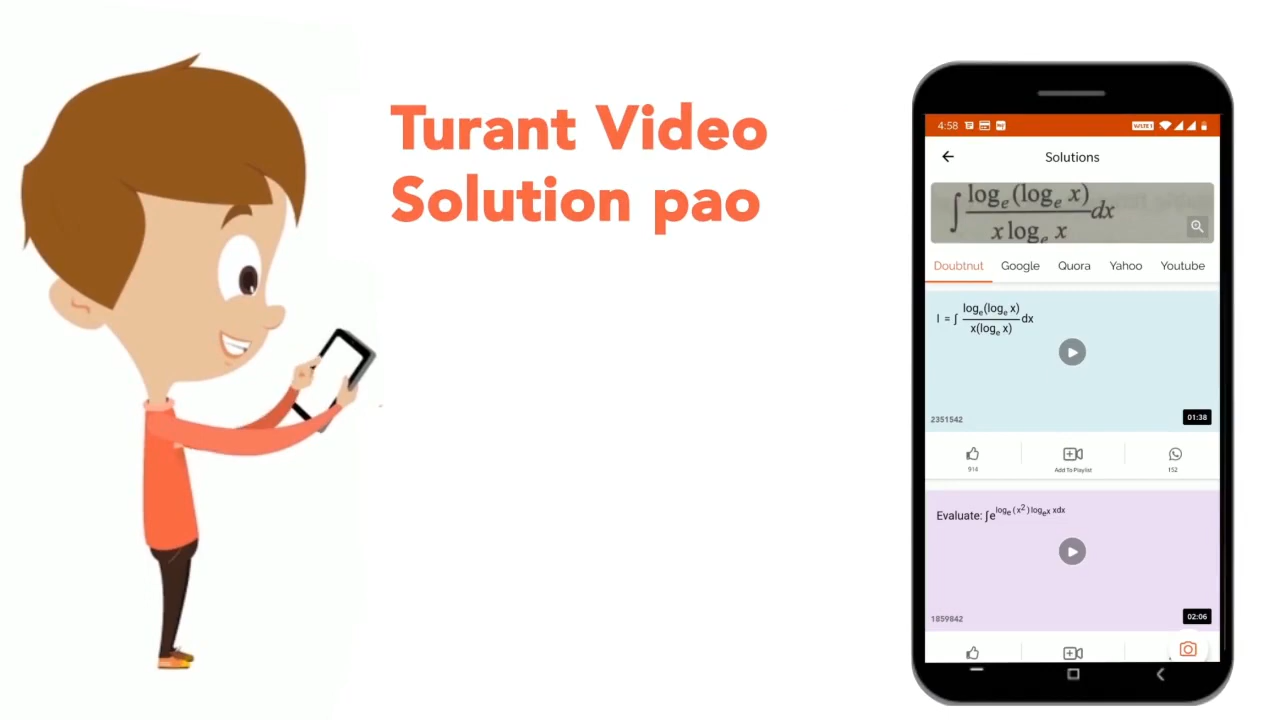 Turant Video
Solution pao
4:58
VoLTE1
Solutions
∫ logₑ(logₑ x) / x logₑ x dx
Doubtnut Google Quora Yahoo Youtube
I = ∫ logₑ(logₑ x) / x(logₑ x) dx
2351542 01:38
914 Add To Playlist 152
Evaluate: ∫e^logₑ(x²)logₑx xdx
1859842 02:06